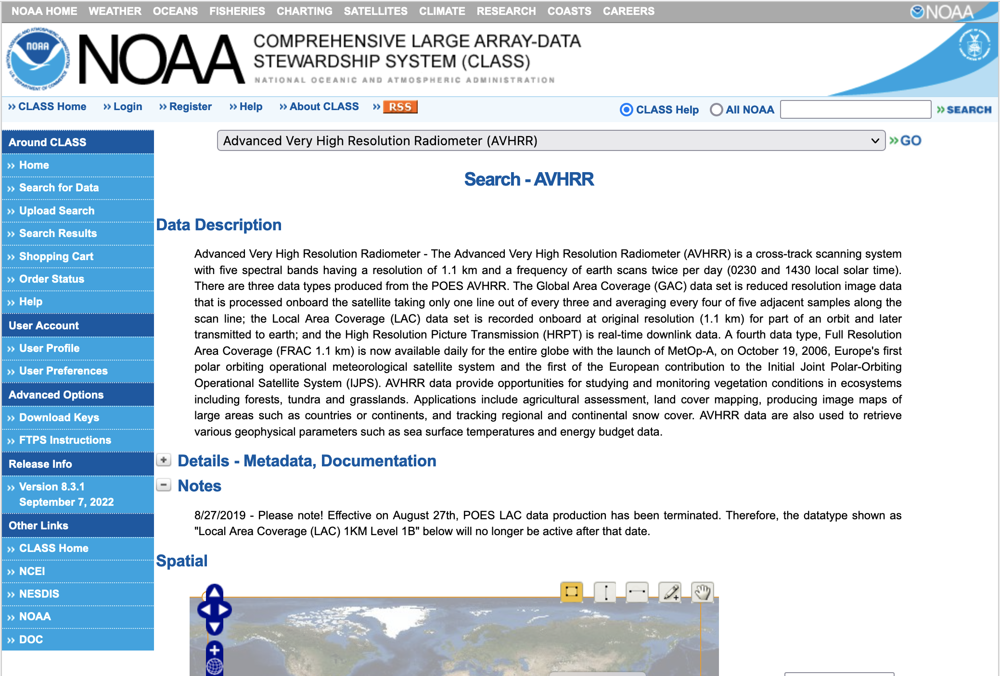 NOAA HOME WEATHER OCEANS FISHERIES CHARTING SATELLITES CLIMATE RESEARCH COASTS CAREERS NOAA
NATIONAL OCEANIC AND ATMOSPHERIC ADMINISTRATION U.S. DEPARTMENT OF COMMERCE
NOAA
NOAA
COMPREHENSIVE LARGE ARRAY-DATA
STEWARDSHIP SYSTEM (CLASS)
NATIONAL OCEANIC AND ATMOSPHERIC ADMINISTRATION
›› CLASS Home ›› Login ›› Register ›› Help ›› About CLASS ›› RSS
CLASS Help All NOAA ›› SEARCH
Around CLASS
›› Home
›› Search for Data
›› Upload Search
›› Search Results
›› Shopping Cart
›› Order Status
›› Help
User Account
›› User Profile
›› User Preferences
Advanced Options
›› Download Keys
›› FTPS Instructions
Release Info
›› Version 8.3.1
September 7, 2022
Other Links
›› CLASS Home
›› NCEI
›› NESDIS
›› NOAA
›› DOC
Advanced Very High Resolution Radiometer (AVHRR) ›› GO
Search - AVHRR
Data Description
Advanced Very High Resolution Radiometer - The Advanced Very High Resolution Radiometer (AVHRR) is a cross-track scanning system
with five spectral bands having a resolution of 1.1 km and a frequency of earth scans twice per day (0230 and 1430 local solar time).
There are three data types produced from the POES AVHRR. The Global Area Coverage (GAC) data set is reduced resolution image data
that is processed onboard the satellite taking only one line out of every three and averaging every four of five adjacent samples along the
scan line; the Local Area Coverage (LAC) data set is recorded onboard at original resolution (1.1 km) for part of an orbit and later
transmitted to earth; and the High Resolution Picture Transmission (HRPT) is real-time downlink data. A fourth data type, Full Resolution
Area Coverage (FRAC 1.1 km) is now available daily for the entire globe with the launch of MetOp-A, on October 19, 2006, Europe's first
polar orbiting operational meteorological satellite system and the first of the European contribution to the Initial Joint Polar-Orbiting
Operational Satellite System (IJPS). AVHRR data provide opportunities for studying and monitoring vegetation conditions in ecosystems
including forests, tundra and grasslands. Applications include agricultural assessment, land cover mapping, producing image maps of
large areas such as countries or continents, and tracking regional and continental snow cover. AVHRR data are also used to retrieve
various geophysical parameters such as sea surface temperatures and energy budget data.
Details - Metadata, Documentation
Notes
8/27/2019 - Please note! Effective on August 27th, POES LAC data production has been terminated. Therefore, the datatype shown as
"Local Area Coverage (LAC) 1KM Level 1B" below will no longer be active after that date.
Spatial